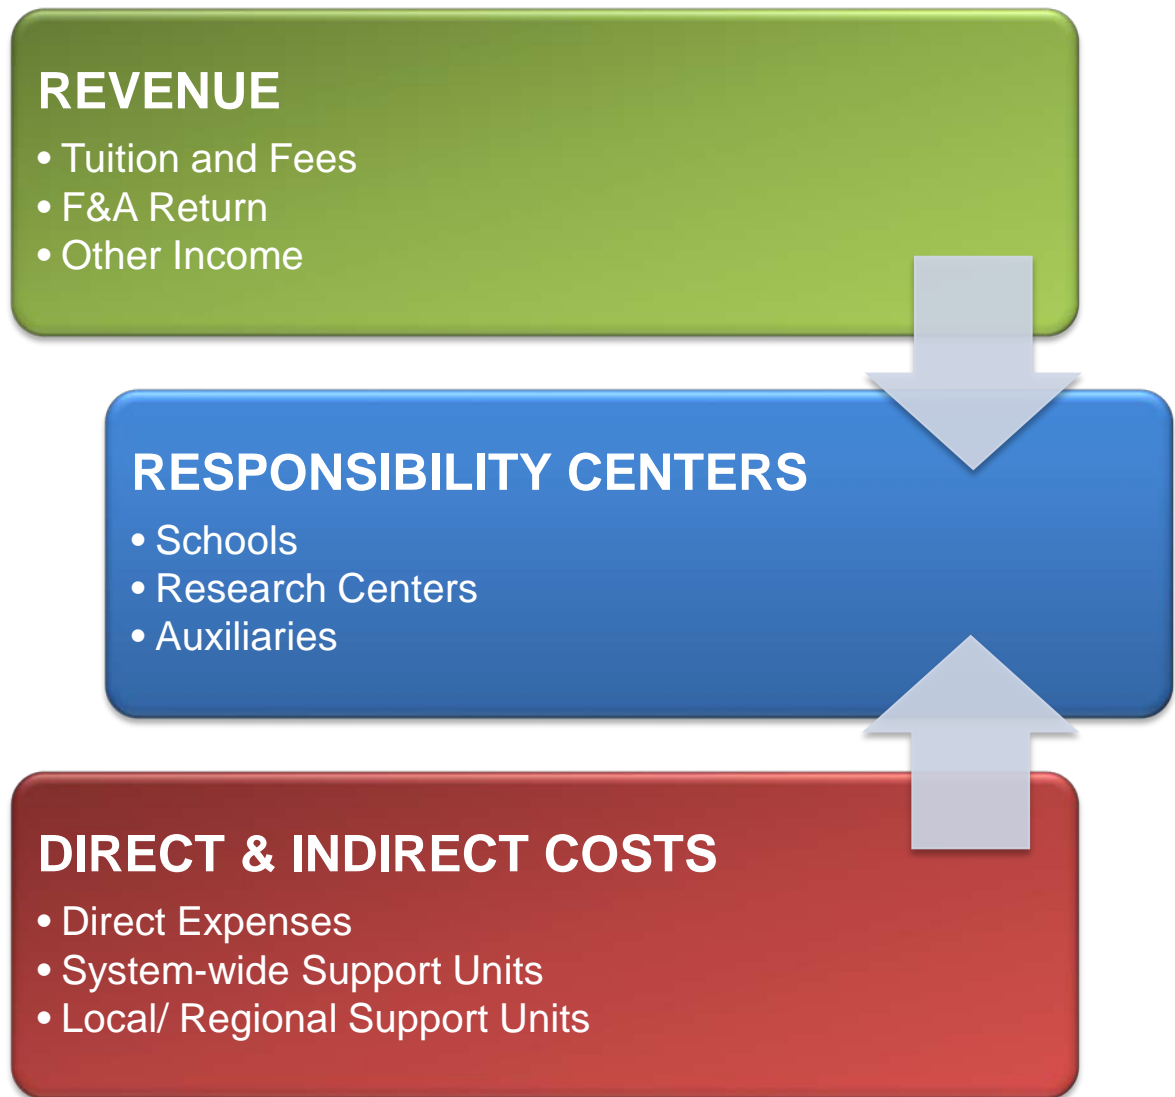 REVENUE
• Tuition and Fees
• F&A Return
• Other Income
RESPONSIBILITY CENTERS
• Schools
• Research Centers
• Auxiliaries
DIRECT & INDIRECT COSTS
• Direct Expenses
• System-wide Support Units
• Local/ Regional Support Units